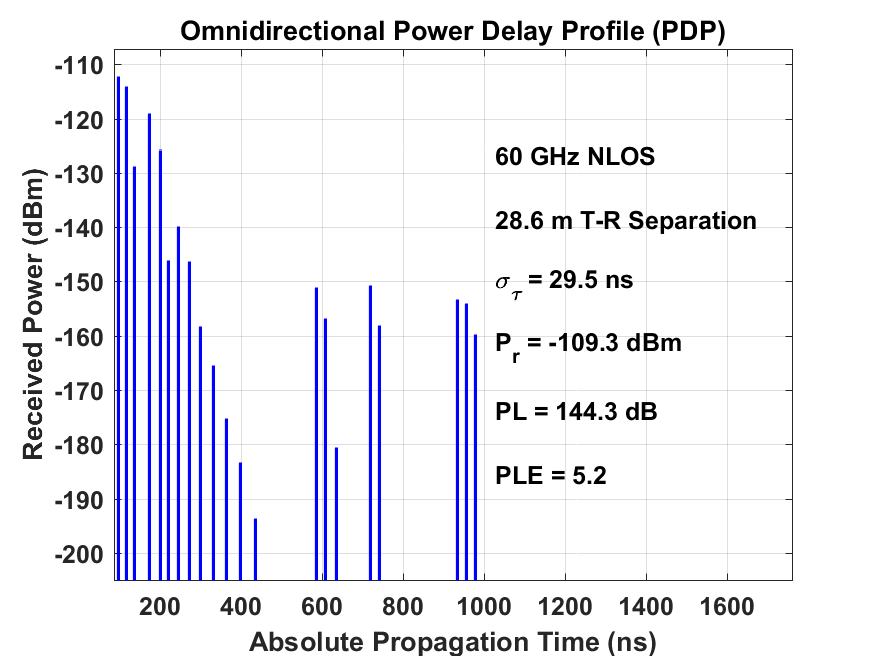 Omnidirectional Power Delay Profile (PDP)
Received Power (dBm)
-110
-120
-130
-140
-150
-160
-170
-180
-190
-200
60 GHz NLOS
28.6 m T-R Separation
σ_τ = 29.5 ns
P_r = -109.3 dBm
PL = 144.3 dB
PLE = 5.2
200 400 600 800 1000 1200 1400 1600
Absolute Propagation Time (ns)